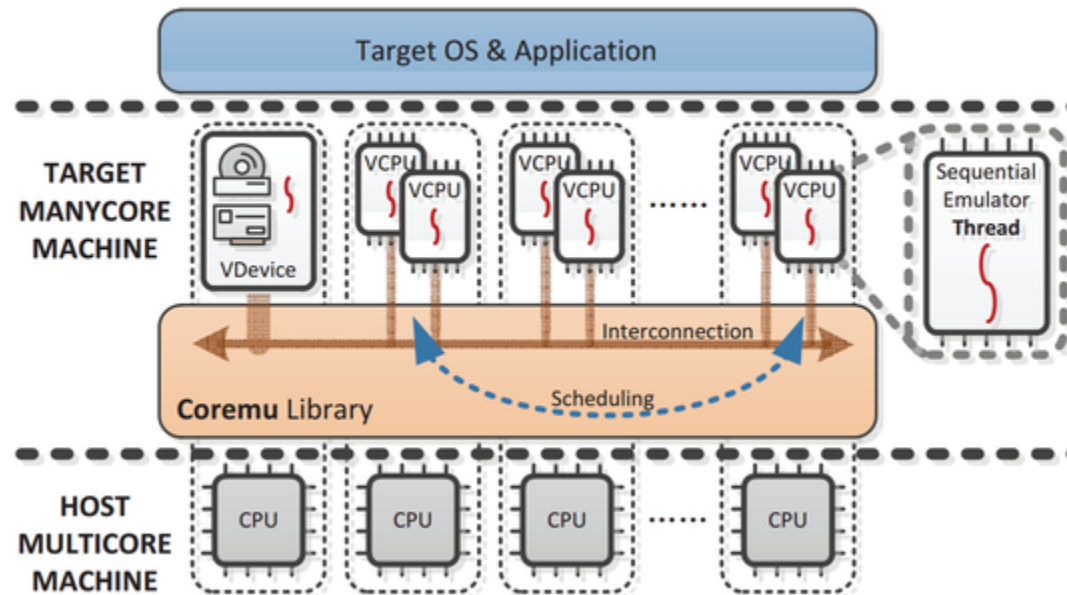 Target OS & Application
TARGET
MANYCORE
MACHINE
VDevice
VCPU
VCPU
VCPU
VCPU
......
VCPU
VCPU
Sequential
Emulator
Thread
Interconnection
Scheduling
Coremu Library
HOST
MULTICORE
MACHINE
CPU
CPU
CPU
......
CPU